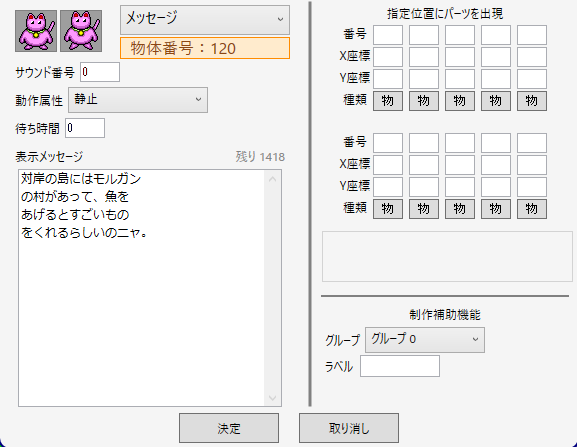 メッセージ
物体番号：120
サウンド番号 0
動作属性 静止
待ち時間 0
表示メッセージ 残り 1418
対岸の島にはモルガン
の村があって、魚を
あげるとすごいもの
をくれるらしいのニャ。
指定位置にパーツを出現
番号
X座標
Y座標
種類 物 物 物 物 物
番号
X座標
Y座標
種類 物 物 物 物 物
制作補助機能
グループ グループ 0
ラベル
決定 取り消し